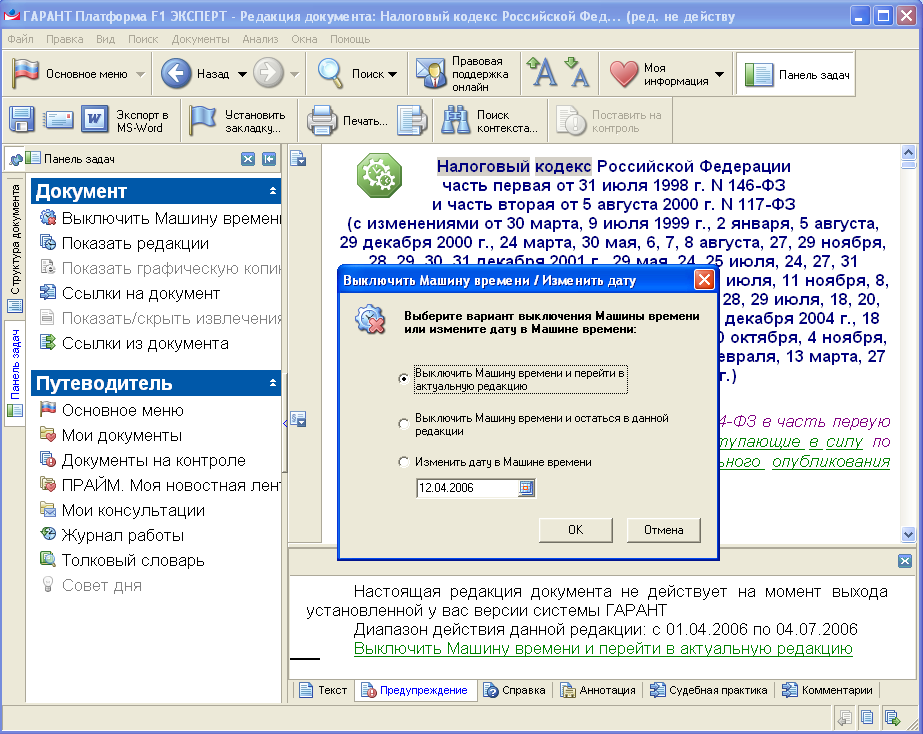 ГАРАНТ Платформа F1 ЭКСПЕРТ - Редакция документа: Налоговый кодекс Российской Фед... (ред. не действу
Файл Правка Вид Поиск Документы Анализ Окна Помощь
Основное меню Назад Поиск Правовая
поддержка
онлайн
Моя
информация
Панель задач
Экспорт в
MS-Word
Установить
закладку...
Печать...
Поиск
контекста...
Поставить на
контроль
Панель задач
Структура документа
Панель задач
Документ
Выключить Машину времени
Показать редакции
Показать графическую копию
Ссылки на документ
Показать/скрыть извлечения
Ссылки из документа
Путеводитель
Основное меню
Мои документы
Документы на контроле
ПРАЙМ. Моя новостная лен
Мои консультации
Журнал работы
Толковый словарь
Совет дня
Налоговый кодекс Российской Федерации
часть первая от 31 июля 1998 г. N 146-ФЗ
и часть вторая от 5 августа 2000 г. N 117-ФЗ
(с изменениями от 30 марта, 9 июля 1999 г., 2 января, 5 августа,
29 декабря 2000 г., 24 марта, 30 мая, 6, 7, 8 августа, 27, 29 ноября,
28, 29, 30, 31 декабря 2001 г., 29 мая, 24, 25 июля, 24, 27, 31
июля, 11 ноября, 8,
28, 29 июля, 18, 20,
декабря 2004 г., 18
октября, 4 ноября,
евраля, 13 марта, 27
г.)
4-ФЗ в часть первую
тупающие в силу по
ьного опубликования
Выключить Машину времени / Изменить дату
Выберите вариант выключения Машины времени
или измените дату в Машине времени:
Выключить Машину времени и перейти в
актуальную редакцию
Выключить Машину времени и остаться в данной
редакции
Изменить дату в Машине времени
12.04.2006
OK Отмена
Настоящая редакция документа не действует на момент выхода
установленной у вас версии системы ГАРАНТ
Диапазон действия данной редакции: с 01.04.2006 по 04.07.2006
Выключить Машину времени и перейти в актуальную редакцию
Текст Предупреждение Справка Аннотация Судебная практика Комментарии